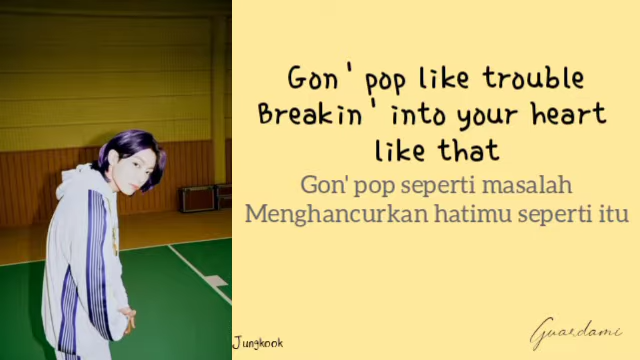 Gon' pop like trouble
Breakin' into your heart
like that
Gon' pop seperti masalah
Menghancurkan hatimu seperti itu
Jungkook
Guardami